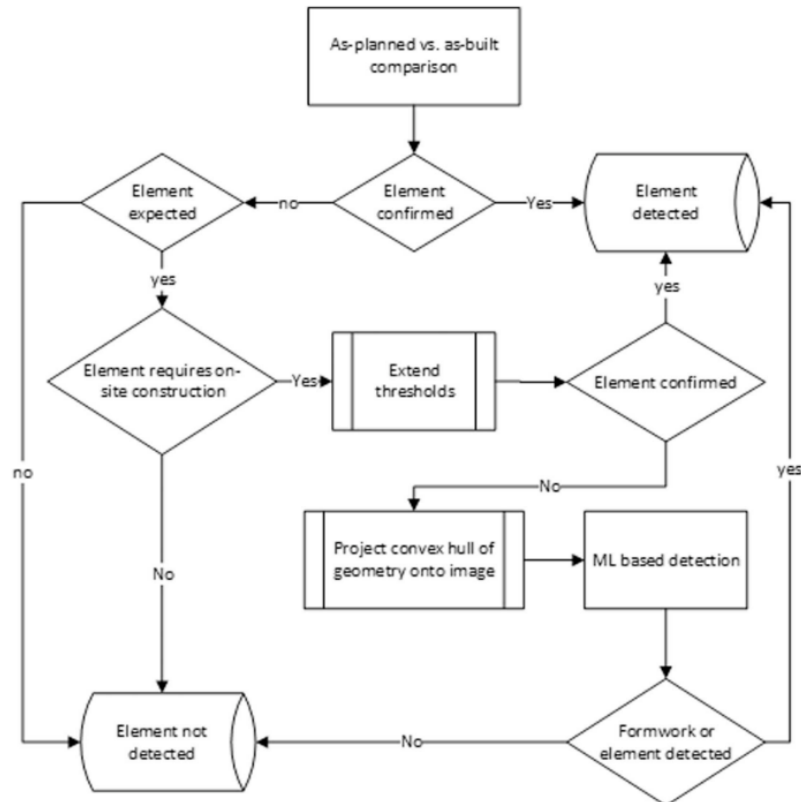 As-planned vs. as-built
comparison
Element
expected
no
Element
confirmed
Yes
Element
detected
yes
yes
Element requires on-
site construction
Yes
Extend
thresholds
Element confirmed
no
yes
No
Project convex hull of
geometry onto image
ML based detection
No
Element not
detected
No
Formwork or
element detected